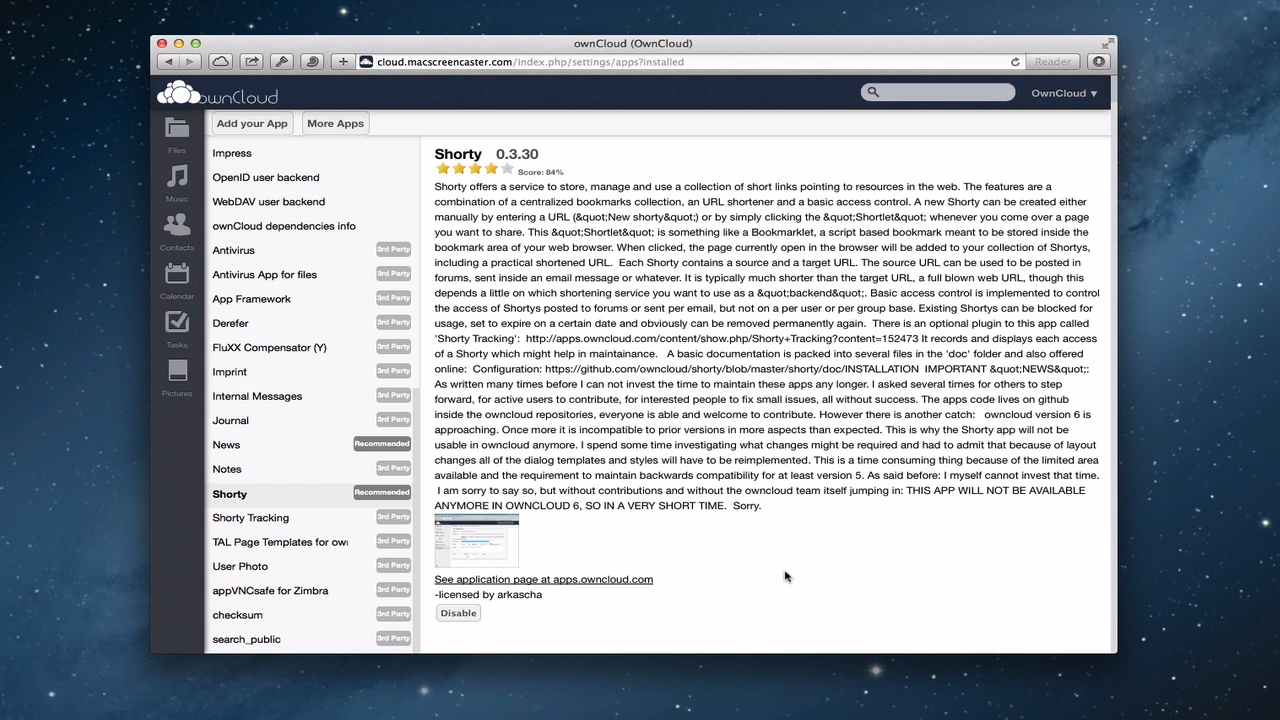 ownCloud (OwnCloud)
cloud.macscreencaster.com/index.php/settings/apps?installed
Reader
ownCloud
OwnCloud ▾
Files
Music
Contacts
Calendar
Tasks
Pictures
Add your App
More Apps
Impress
OpenID user backend
WebDAV user backend
ownCloud dependencies info
Antivirus 3rd Party
Antivirus App for files 3rd Party
App Framework 3rd Party
Derefer 3rd Party
FluXX Compensator (Y) 3rd Party
Imprint 3rd Party
Internal Messages 3rd Party
Journal 3rd Party
News Recommended
Notes 3rd Party
Shorty Recommended
Shorty Tracking 3rd Party
TAL Page Templates for own 3rd Party
User Photo 3rd Party
appVNCsafe for Zimbra 3rd Party
checksum 3rd Party
search_public 3rd Party
Shorty 0.3.30
Score: 84%
Shorty offers a service to store, manage and use a collection of short links pointing to resources in the web. The features are a
combination of a centralized bookmarks collection, an URL shortener and a basic access control. A new Shorty can be created either
manually by entering a URL (&quot;New shorty&quot;) or by simply clicking the &quot;Shortlet&quot; whenever you come over a page
you want to share. This &quot;Shortlet&quot; is something like a Bookmarklet, a script based bookmark meant to be stored inside the
bookmark area of your web browser. When clicked, the page currently open in the browser will be added to your collection of Shortys,
including a practical shortened URL. Each Shorty contains a source and a target URL. The source URL can be used to be posted in
forums, sent inside an email message or whatever. It is typically much shorter than the target URL, a full blown web URL, though this
depends a little on which shortening service you want to use as a &quot;backend&quot;. Basic access control is implemented to control
the access of Shortys posted to forums or sent per email, but not on a per user or per group base. Existing Shortys can be blocked for
usage, set to expire on a certain date and obviously can be removed permanently again. There is an optional plugin to this app called
'Shorty Tracking': http://apps.owncloud.com/content/show.php/Shorty+Tracking?content=152473 It records and displays each access
of a Shorty which might help in maintainance. A basic documentation is packed into several files in the 'doc' folder and also offered
online: Configuration: https://github.com/owncloud/shorty/blob/master/shorty/doc/INSTALLATION IMPORTANT &quot;NEWS&quot;:
As written many times before I can not invest the time to maintain these apps any longer. I asked several times for others to step
forward, for active users to contribute, for interested people to fix small issues, all without success. The apps code lives on github
inside the owncloud repositories, everyone is able and welcome to contribute. However there is another catch: owncloud version 6 is
approaching. Once more it is incompatible to prior versions in more aspects than expected. This is why the Shorty app will not be
usable in owncloud anymore. I spend some time investigating what changes might be required and had to admit that because of layout
changes all of the dialog templates and styles will have to be reimplemented. This is a time consuming thing because of the limited area
available and the requirement to maintain backwards compatibility for at least version 5. As said before: I myself cannot invest that time.
I am sorry to say so, but without contributions and without the owncloud team itself jumping in: THIS APP WILL NOT BE AVAILABLE
ANYMORE IN OWNCLOUD 6, SO IN A VERY SHORT TIME. Sorry.
See application page at apps.owncloud.com
-licensed by arkascha
Disable